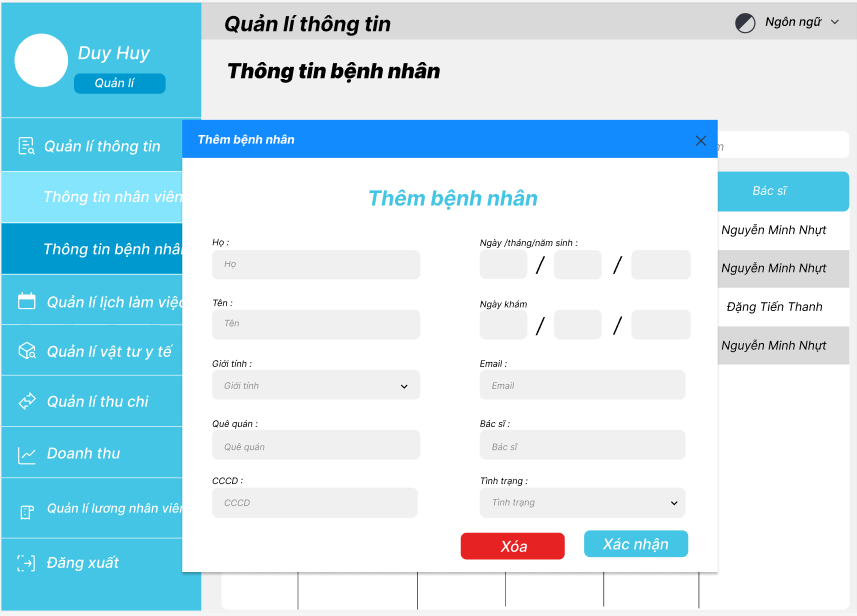 Quản lí thông tin
Ngôn ngữ
Duy Huy
Quản lí
Thông tin bệnh nhân
Quản lí thông tin
Thông tin nhân viên
Thông tin bệnh nhân
Quản lí lịch làm việc
Quản lí vật tư y tế
Quản lí thu chi
Doanh thu
Quản lí lương nhân viên
Đăng xuất
Thêm bệnh nhân
Thêm bệnh nhân
Họ :
Họ
Tên :
Tên
Giới tính :
Giới tính
Quê quán :
Quê quán
CCCD :
CCCD
Ngày /tháng/năm sinh :
/ /
Ngày khám
/ /
Email :
Email
Bác sĩ :
Bác sĩ
Tình trạng :
Tình trạng
Xóa
Xác nhận
Bác sĩ
Nguyễn Minh Nhựt
Nguyễn Minh Nhựt
Đặng Tiến Thanh
Nguyễn Minh Nhựt